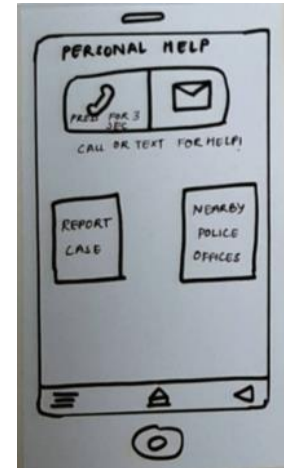 PERSONAL HELP
PRESS FOR 3
SEC
CALL OR TEXT FOR HELP!
REPORT
CASE
NEARBY
POLICE
OFFICES